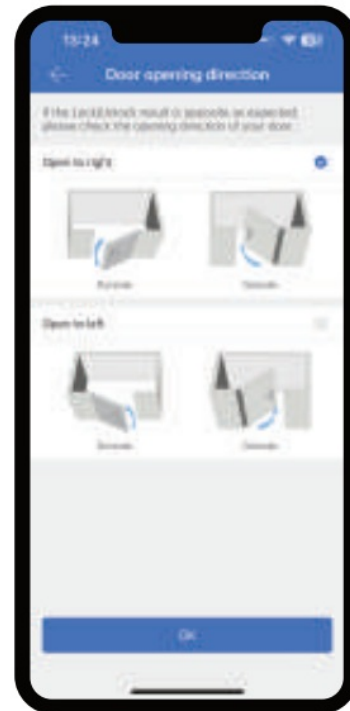 13:24
Door opening direction
If the Lock/Unlock result is opposite as expected,
please check the opening direction of your door
Open to right
Open to left
OK